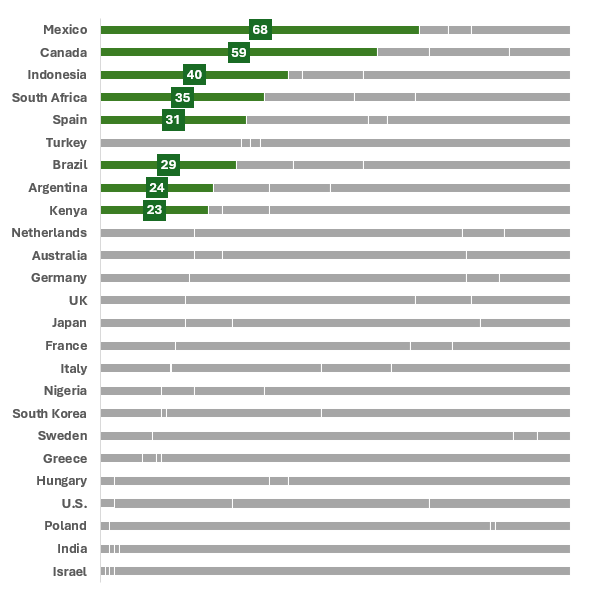 Mexico 68
Canada 59
Indonesia 40
South Africa 35
Spain 31
Turkey
Brazil 29
Argentina 24
Kenya 23
Netherlands
Australia
Germany
UK
Japan
France
Italy
Nigeria
South Korea
Sweden
Greece
Hungary
U.S.
Poland
India
Israel